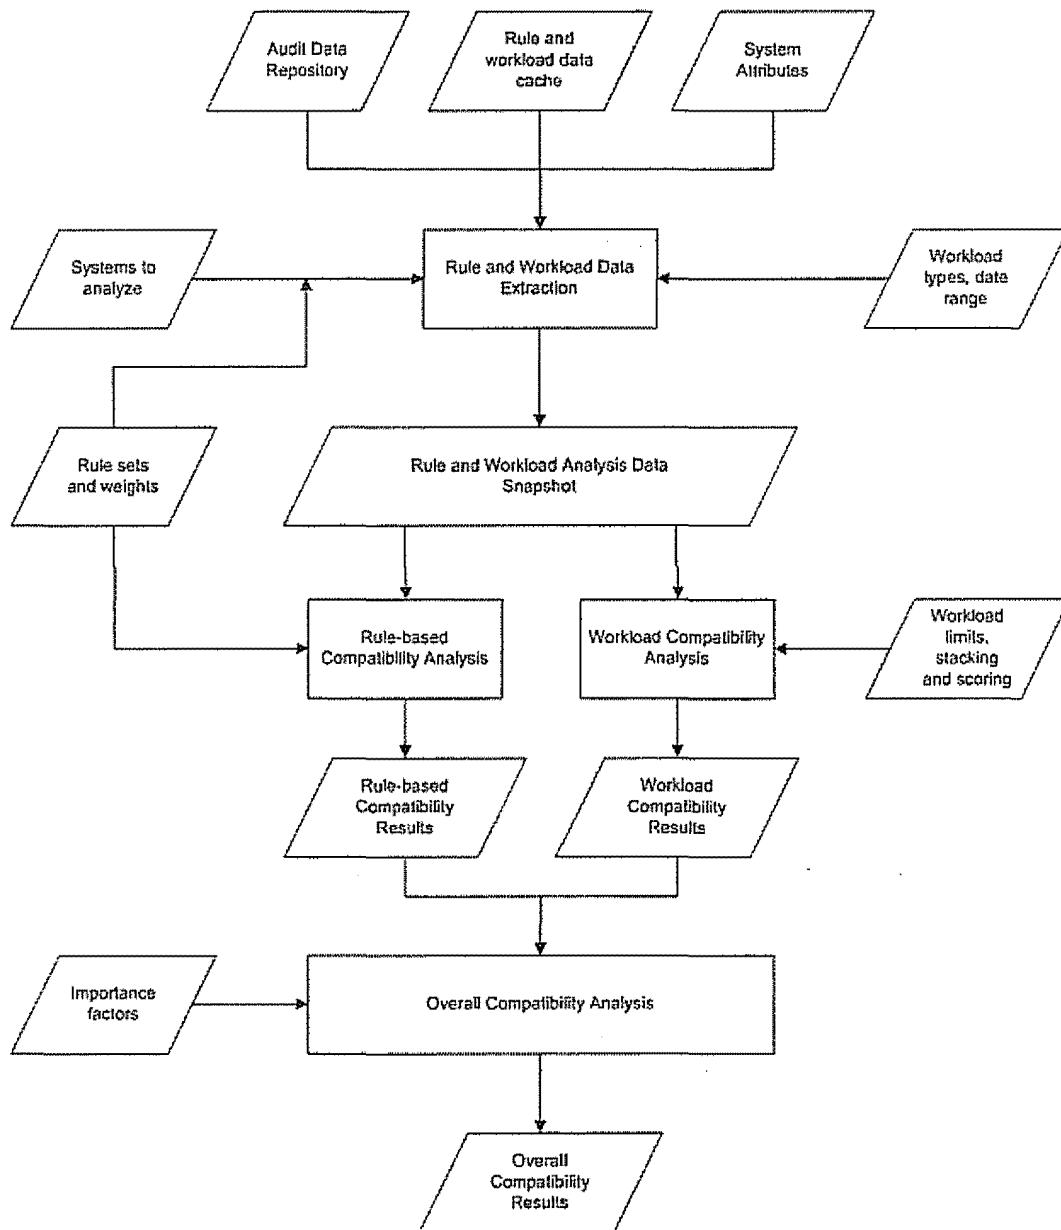 Audit Data
Repository
Rule and
workload data
cache
System
Attributes
Systems to
analyze
Rule and Workload Data
Extraction
Workload
types, date
range
Rule sets
and weights
Rule and Workload Analysis Data
Snapshot
Rule-based
Compatibility Analysis
Workload Compatibility
Analysis
Workload
limits,
stacking
and scoring
Rule-based
Compatibility
Results
Workload
Compatibility
Results
Importance
factors
Overall Compatibility Analysis
Overall
Compatibility
Results